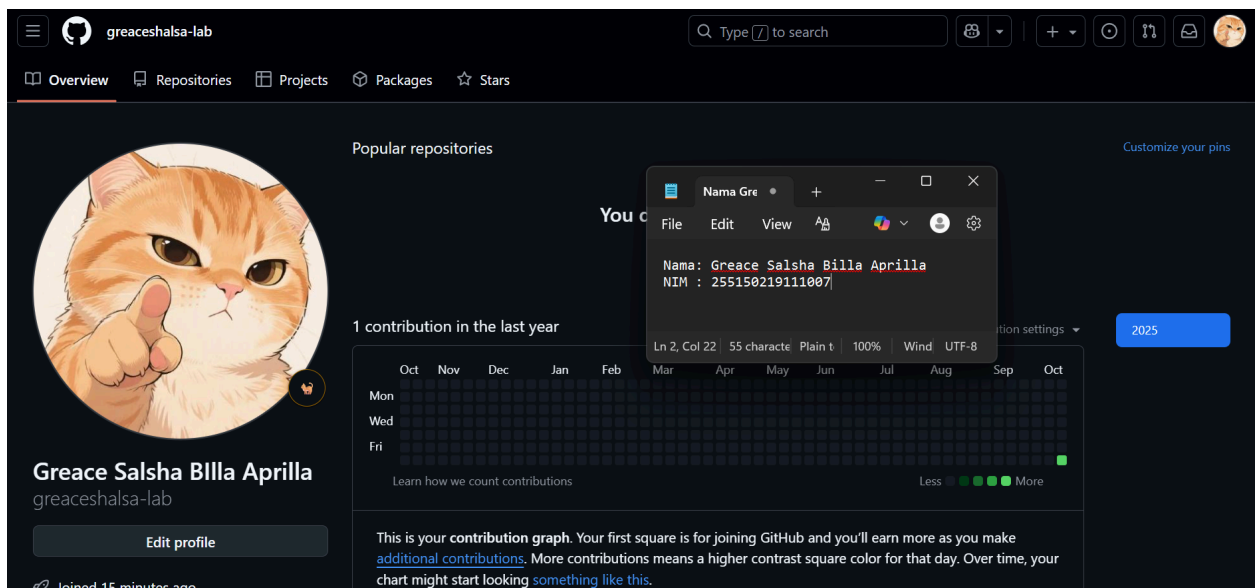 greaceshalsa-lab
Type / to search
Overview Repositories Projects Packages Stars
Popular repositories
Customize your pins
You
Nama Gre
File Edit View
Nama: Greace Salsha Billa Aprilla
NIM : 255150219111007
Ln 2, Col 22 55 characte Plain t 100% Wind UTF-8
1 contribution in the last year
settings
2025
Oct Nov Dec Jan Feb Mar Apr May Jun Jul Aug Sep Oct
Mon
Wed
Fri
Learn how we count contributions
Less More
Greace Salsha BIlla Aprilla
greaceshalsa-lab
Edit profile
Joined 15 minutes ago
This is your contribution graph. Your first square is for joining GitHub and you'll earn more as you make
additional contributions. More contributions means a higher contrast square color for that day. Over time, your
chart might start looking something like this.